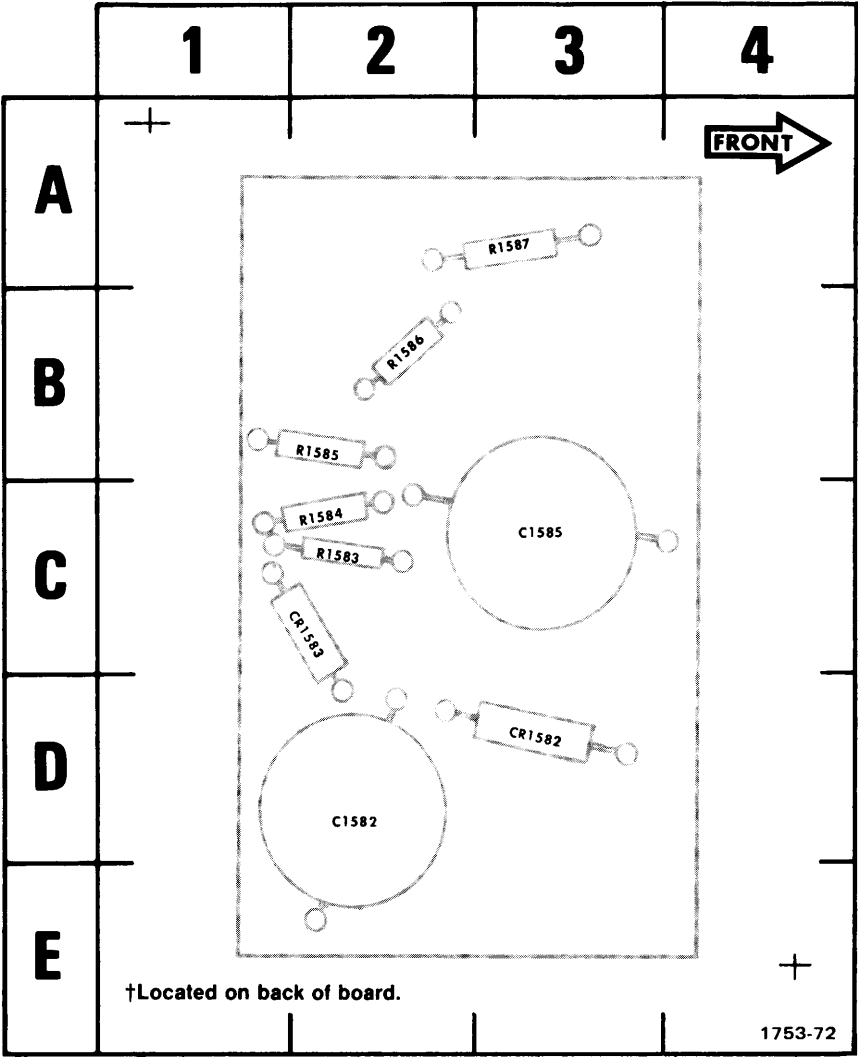 1 2 3 4
A
FRONT
R1587
B
R1586
R1585
C
R1584
C1585
R1583
CR1583
D
CR1582
C1582
E
†Located on back of board.
1753-72